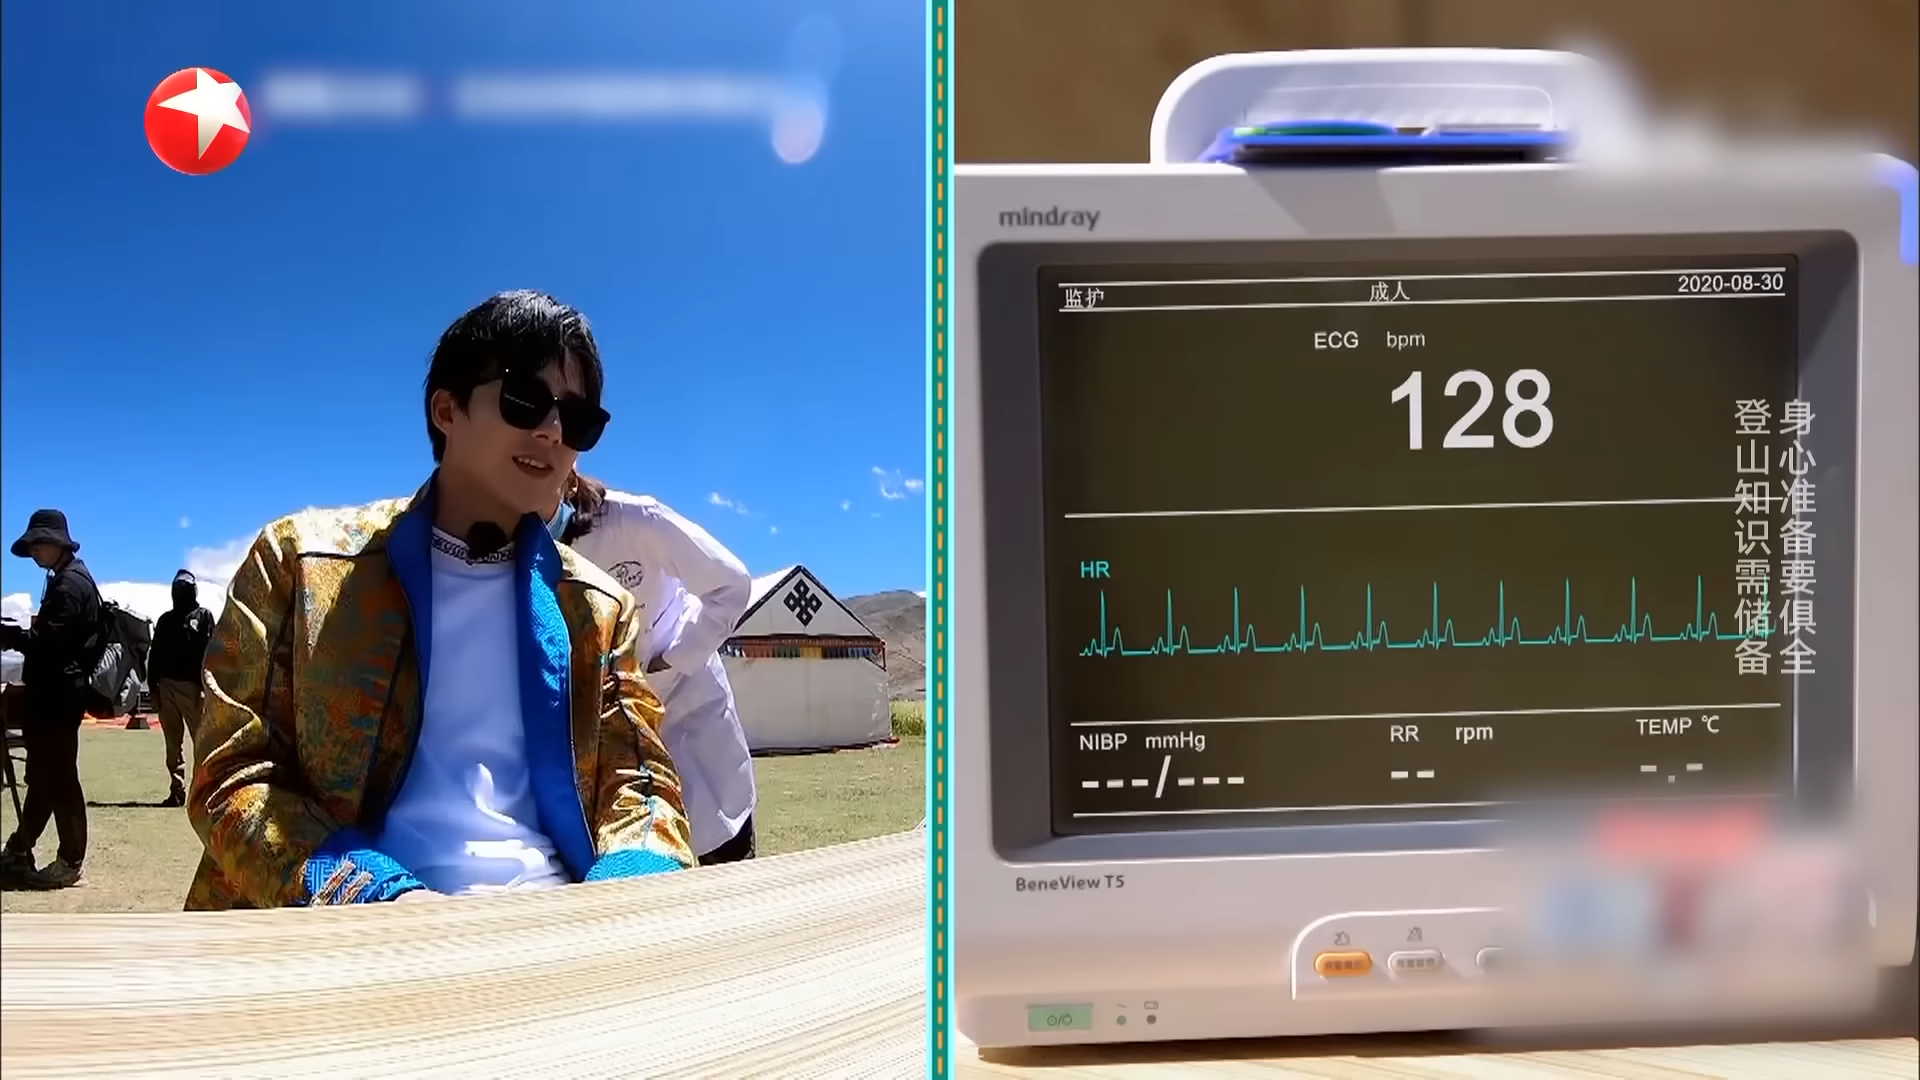 mindray
监护 成人 2020-08-30
ECG bpm
128
HR
NIBP mmHg RR rpm TEMP ℃
---/--- -- -.-
BeneView T5
身心准备要俱全
登山知识需储备